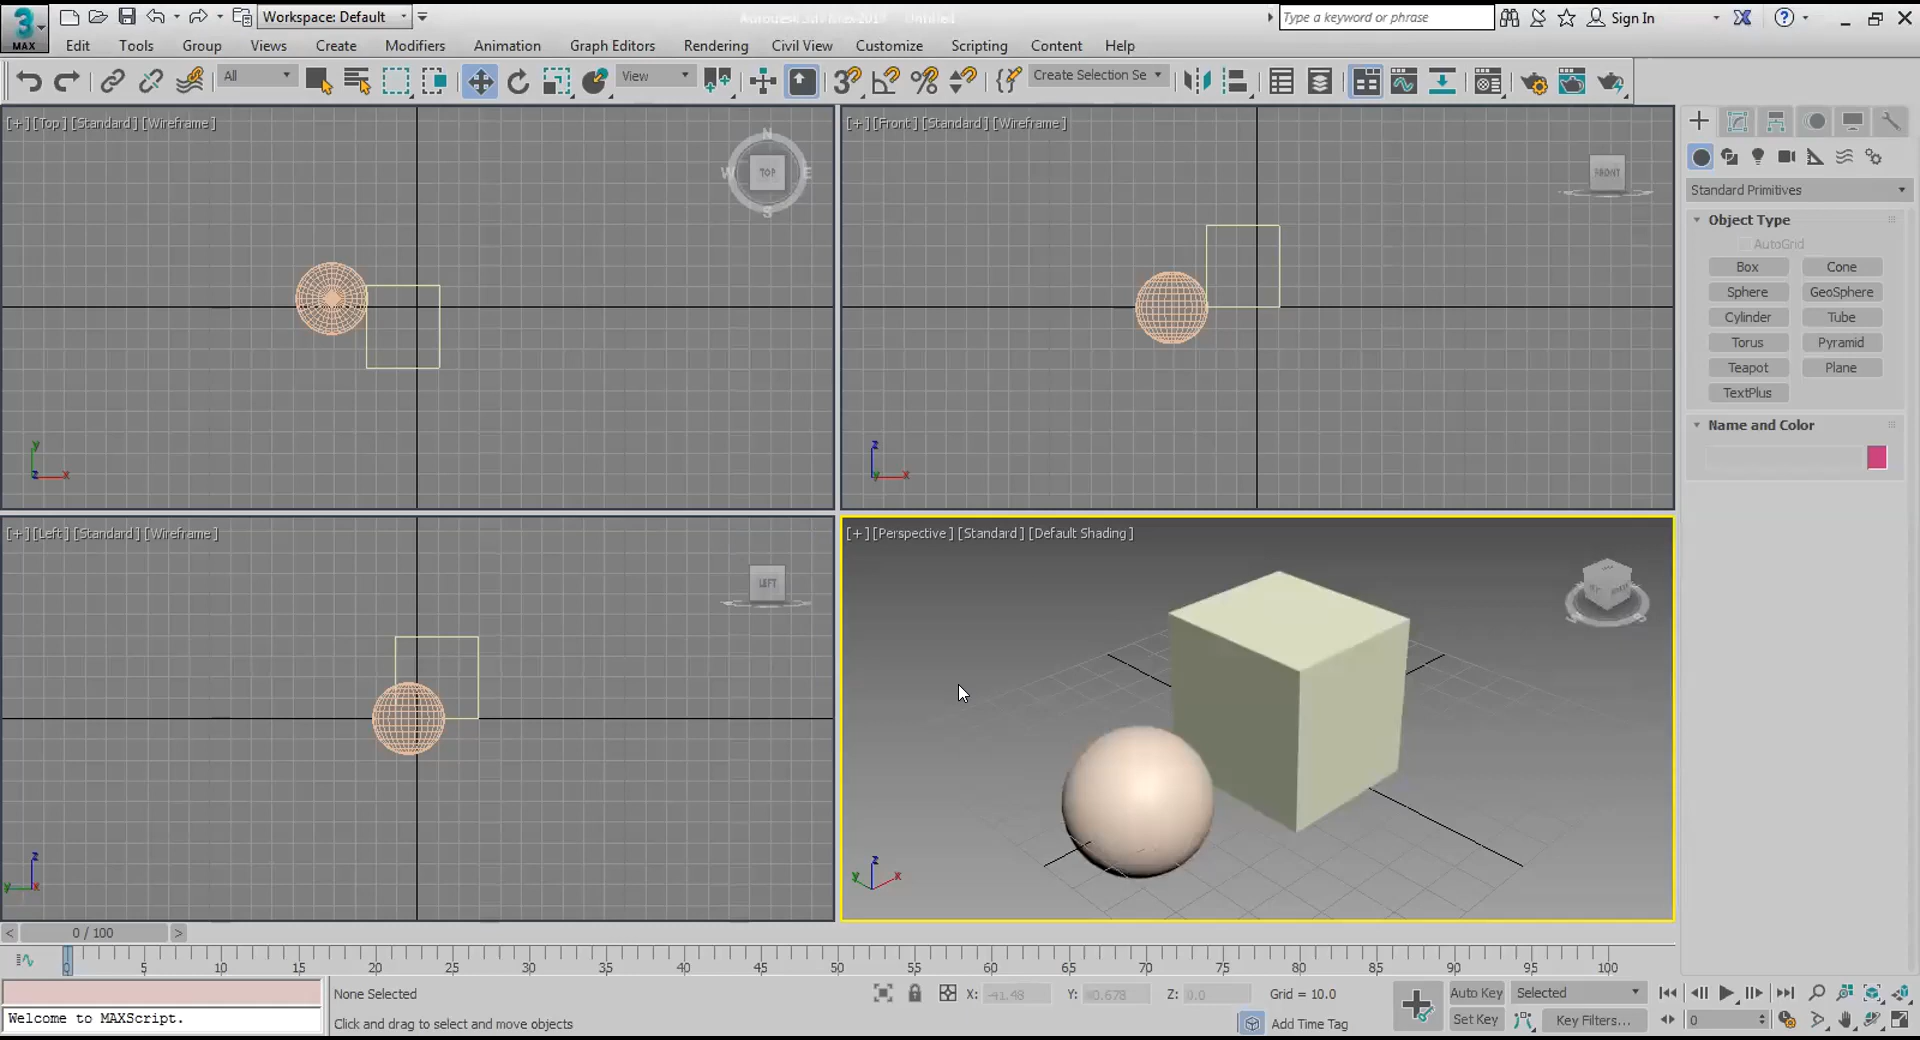 MAX
Workspace: Default
Type a keyword or phrase
Sign In
Edit Tools Group Views Create Modifiers Animation Graph Editors Rendering Civil View Customize Scripting Content Help
All
View
Create Selection Se
[+][Top][Standard][Wireframe]
N
W TOP E
S
[+][Front][Standard][Wireframe]
FRONT
y
z x
z
y x
[+][Left][Standard][Wireframe]
LEFT
z
y x
[+][Perspective][Standard][Default Shading]
z
y x
Standard Primitives
Object Type
AutoGrid
Box Cone
Sphere GeoSphere
Cylinder Tube
Torus Pyramid
Teapot Plane
TextPlus
Name and Color
< 0 / 100 >
0 5 10 15 20 25 30 35 40 45 50 55 60 65 70 75 80 85 90 95 100
None Selected
X: -41.48 Y: Z: 0.0 Grid = 10.0
Auto Key Selected
Welcome to MAXScript.
Click and drag to select and move objects
Add Time Tag
Set Key Key Filters...
0